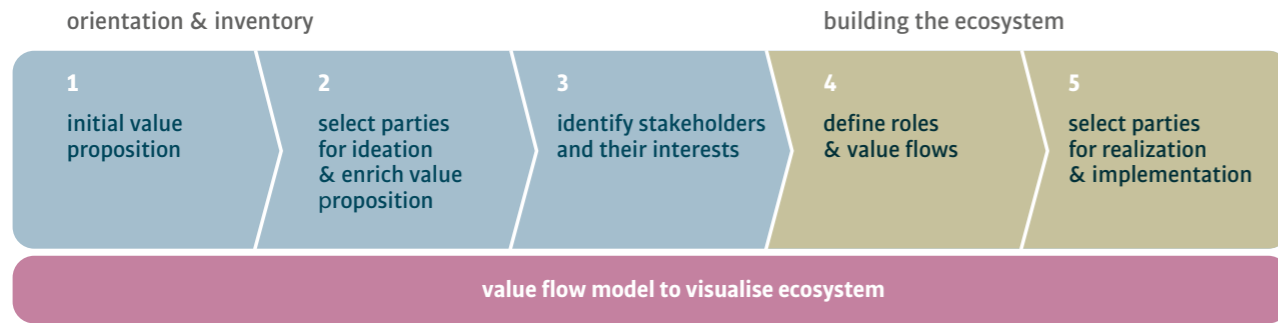 orientation & inventory
building the ecosystem
1
initial value
proposition
2
select parties
for ideation
& enrich value
proposition
3
identify stakeholders
and their interests
4
define roles
& value flows
5
select parties
for realization
& implementation
value flow model to visualise ecosystem